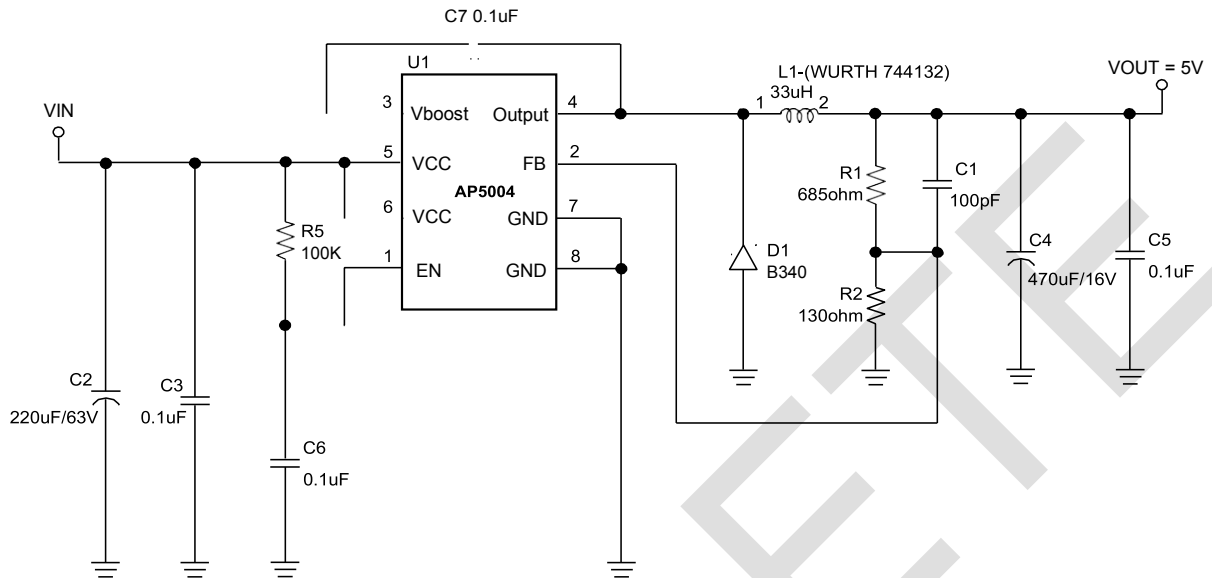 C7 0.1uF
U1
L1-(WURTH 744132)
33uH
VOUT = 5V
VIN
3
Vboost
Output
4
1
2
5
VCC
FB
2
AP5004
R1
685ohm
C1
100pF
6
VCC
GND
7
R5
100K
1
EN
GND
8
D1
B340
C4
470uF/16V
C5
0.1uF
R2
130ohm
C2
220uF/63V
C3
0.1uF
C6
0.1uF
ETE